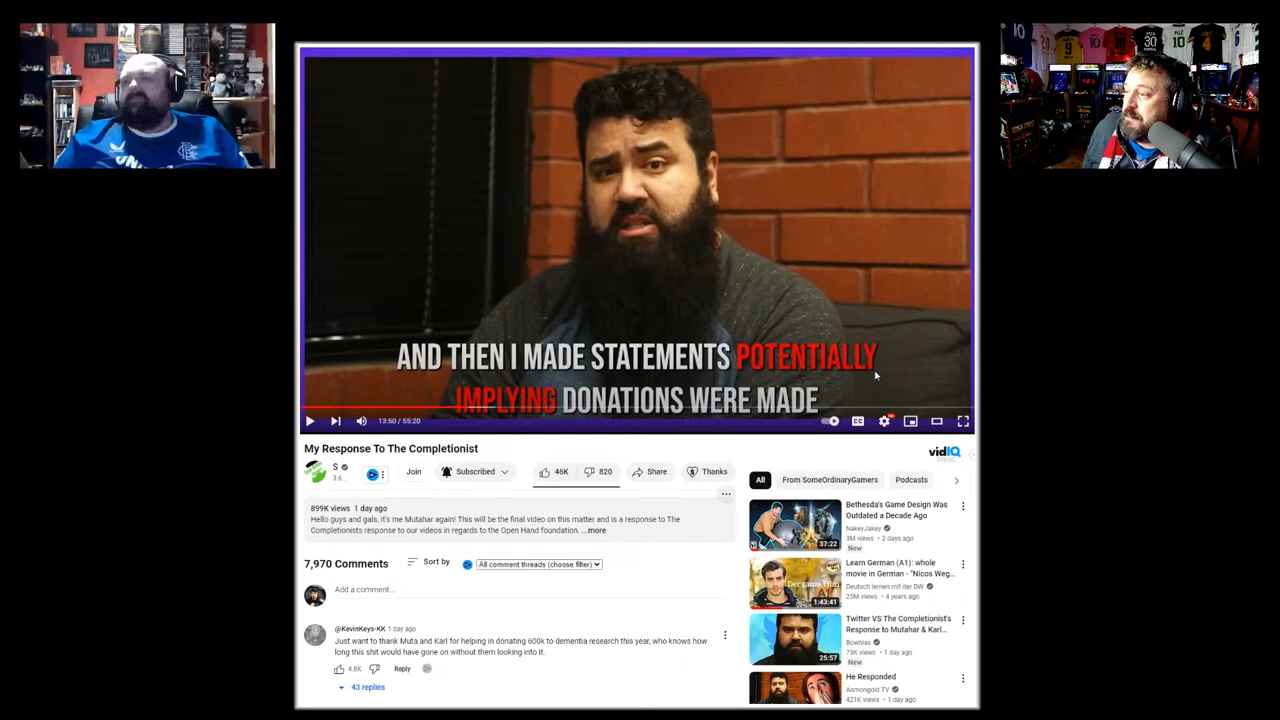 AND THEN I MADE STATEMENTS POTENTIALLY
IMPLYING DONATIONS WERE MADE
13:50 / 55:20
CC
My Response To The Completionist
vidIQ
S
3.6...
Join
Subscribed
46K
820
Share
Thanks
All
From SomeOrdinaryGamers
Podcasts
899K views 1 day ago
Hello guys and gals, it's me Mutahar again! This will be the final video on this matter and is a response to The
Completionists response to our videos in regards to the Open Hand foundation. ...more
7,970 Comments
Sort by
All comment threads (choose filter)
Add a comment...
@KevinKeys-KK 1 day ago
Just want to thank Muta and Karl for helping in donating 600k to dementia research this year, who knows how
long this shit would have gone on without them looking into it.
4.8K
Reply
43 replies
37:22
Bethesda's Game Design Was
Outdated a Decade Ago
NakeyJakey
3M views • 2 days ago
New
Der ganze Film
1:43:41
Learn German (A1): whole
movie in German - "Nicos Weg...
Deutsch lernen mit der DW
25M views • 4 years ago
25:57
Twitter VS The Completionist's
Response to Mutahar & Karl...
Bowblax
73K views • 1 day ago
New
He Responded
Asmongold TV
421K views • 1 day ago